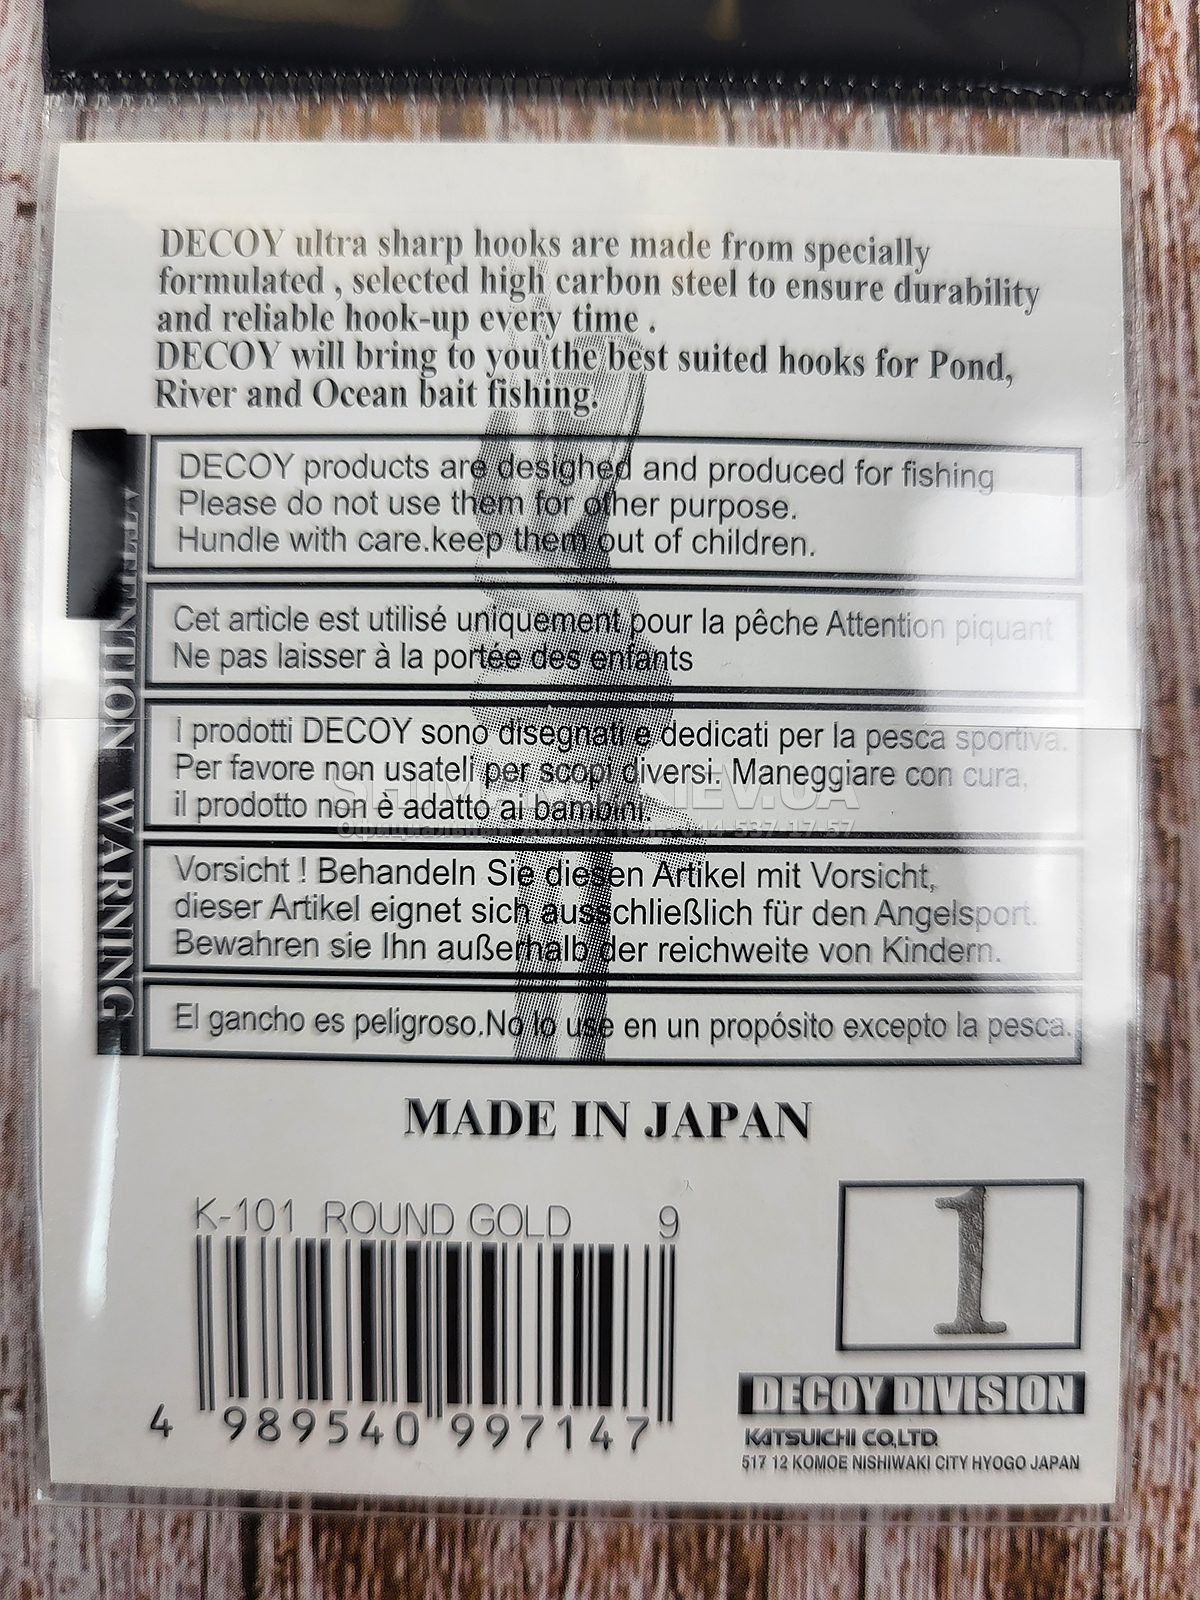 DECOY ultra sharp hooks are made from specially
formulated , selected high carbon steel to ensure durability
and reliable hook-up every time .
DECOY will bring to you the best suited hooks for Pond,
River and Ocean bait fishing.
ATTENTION WARNING
DECOY products are desighed and produced for fishing
Please do not use them for other purpose.
Hundle with care.keep them out of children.
Cet article est utilisé uniquement pour la pêche Attention piquant
Ne pas laisser à la portée des enfants
I prodotti DECOY sono disegnati e dedicati per la pesca sportiva.
Per favore non usateli per scopi diversi. Maneggiare con cura,
il prodotto non è adatto ai bambini.
SHIMANO.KIEV.UA
044 537 17 57
Vorsicht ! Behandeln Sie diesen Artikel mit Vorsicht,
dieser Artikel eignet sich ausschließlich für den Angelsport.
Bewahren sie Ihn außerhalb der reichweite von Kindern.
El gancho es peligroso.No lo use en un propósito excepto la pesca.
MADE IN JAPAN
K-101 ROUND GOLD 9
4 989540 997147
1
DECOY DIVISION
KATSUICHI CO.,LTD.
517 12 KOMOE NISHIWAKI CITY HYOGO JAPAN